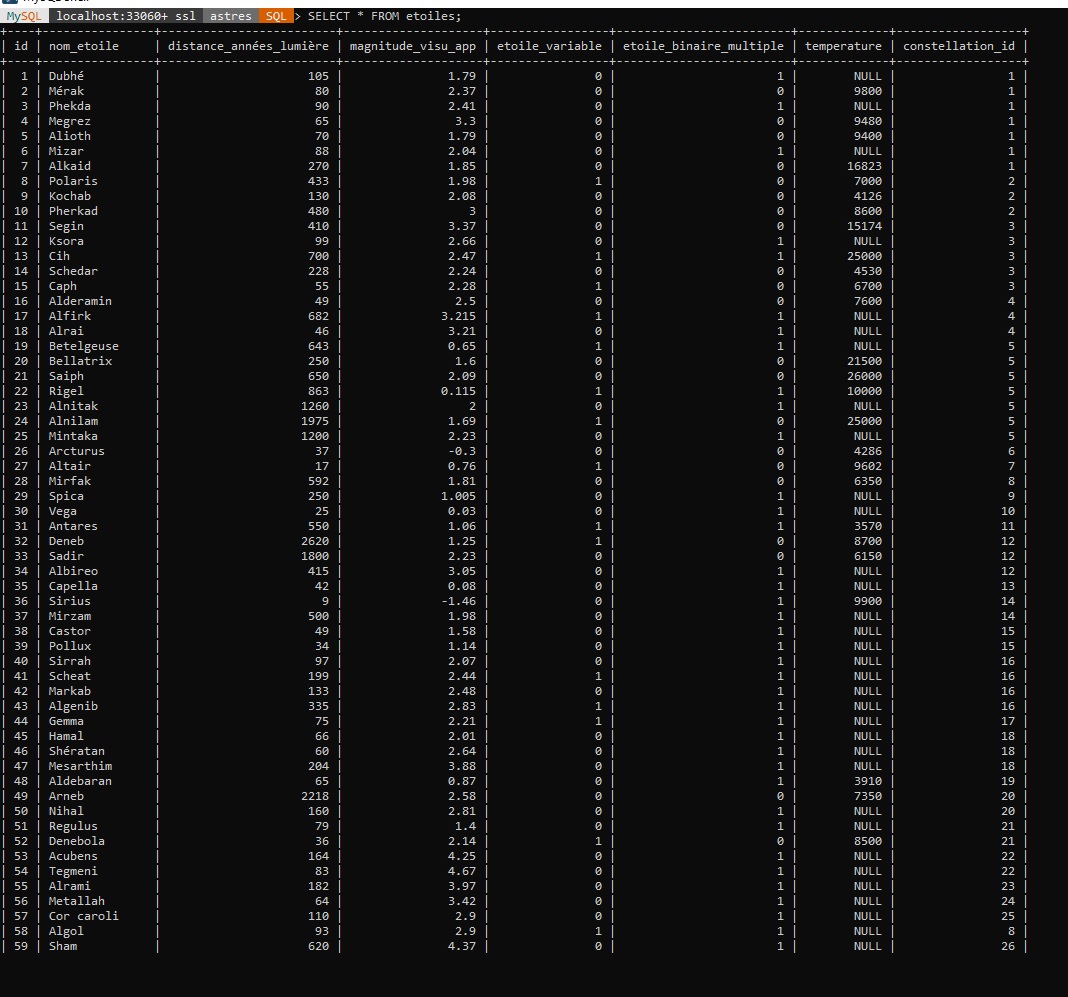 MySQL localhost:33060+ ssl astres SQL > SELECT * FROM etoiles;
| id | nom_etoile | distance_années_lumière | magnitude_visu_app | etoile_variable | etoile_binaire_multiple | temperature | constellation_id |
| 1 | Dubhé | 105 | 1.79 | 0 | 1 | NULL | 1 |
| 2 | Mérak | 80 | 2.37 | 0 | 0 | 9800 | 1 |
| 3 | Phekda | 90 | 2.41 | 0 | 1 | NULL | 1 |
| 4 | Megrez | 65 | 3.3 | 0 | 0 | 9480 | 1 |
| 5 | Alioth | 70 | 1.79 | 0 | 0 | 9400 | 1 |
| 6 | Mizar | 88 | 2.04 | 0 | 1 | NULL | 1 |
| 7 | Alkaid | 270 | 1.85 | 0 | 0 | 16823 | 1 |
| 8 | Polaris | 433 | 1.98 | 1 | 0 | 7000 | 2 |
| 9 | Kochab | 130 | 2.08 | 0 | 0 | 4126 | 2 |
| 10 | Pherkad | 480 | 3 | 0 | 0 | 8600 | 2 |
| 11 | Segin | 410 | 3.37 | 0 | 0 | 15174 | 3 |
| 12 | Ksora | 99 | 2.66 | 0 | 1 | NULL | 3 |
| 13 | Cih | 700 | 2.47 | 1 | 1 | 25000 | 3 |
| 14 | Schedar | 228 | 2.24 | 0 | 0 | 4530 | 3 |
| 15 | Caph | 55 | 2.28 | 1 | 0 | 6700 | 3 |
| 16 | Alderamin | 49 | 2.5 | 0 | 0 | 7600 | 4 |
| 17 | Alfirk | 682 | 3.215 | 1 | 1 | NULL | 4 |
| 18 | Alrai | 46 | 3.21 | 0 | 1 | NULL | 4 |
| 19 | Betelgeuse | 643 | 0.65 | 1 | 1 | NULL | 5 |
| 20 | Bellatrix | 250 | 1.6 | 0 | 0 | 21500 | 5 |
| 21 | Saiph | 650 | 2.09 | 0 | 0 | 26000 | 5 |
| 22 | Rigel | 863 | 0.115 | 1 | 1 | 10000 | 5 |
| 23 | Alnitak | 1260 | 2 | 0 | 1 | NULL | 5 |
| 24 | Alnilam | 1975 | 1.69 | 1 | 0 | 25000 | 5 |
| 25 | Mintaka | 1200 | 2.23 | 0 | 1 | NULL | 5 |
| 26 | Arcturus | 37 | -0.3 | 0 | 0 | 4286 | 6 |
| 27 | Altair | 17 | 0.76 | 1 | 0 | 9602 | 7 |
| 28 | Mirfak | 592 | 1.81 | 0 | 0 | 6350 | 8 |
| 29 | Spica | 250 | 1.005 | 0 | 1 | NULL | 9 |
| 30 | Vega | 25 | 0.03 | 0 | 1 | NULL | 10 |
| 31 | Antares | 550 | 1.06 | 1 | 1 | 3570 | 11 |
| 32 | Deneb | 2620 | 1.25 | 1 | 0 | 8700 | 12 |
| 33 | Sadir | 1800 | 2.23 | 0 | 0 | 6150 | 12 |
| 34 | Albireo | 415 | 3.05 | 0 | 1 | NULL | 12 |
| 35 | Capella | 42 | 0.08 | 0 | 1 | NULL | 13 |
| 36 | Sirius | 9 | -1.46 | 0 | 1 | 9900 | 14 |
| 37 | Mirzam | 500 | 1.98 | 0 | 1 | NULL | 14 |
| 38 | Castor | 49 | 1.58 | 0 | 1 | NULL | 15 |
| 39 | Pollux | 34 | 1.14 | 0 | 1 | NULL | 15 |
| 40 | Sirrah | 97 | 2.07 | 0 | 1 | NULL | 16 |
| 41 | Scheat | 199 | 2.44 | 1 | 1 | NULL | 16 |
| 42 | Markab | 133 | 2.48 | 0 | 1 | NULL | 16 |
| 43 | Algenib | 335 | 2.83 | 1 | 1 | NULL | 16 |
| 44 | Gemma | 75 | 2.21 | 1 | 1 | NULL | 17 |
| 45 | Hamal | 66 | 2.01 | 0 | 1 | NULL | 18 |
| 46 | Shératan | 60 | 2.64 | 0 | 1 | NULL | 18 |
| 47 | Mesarthim | 204 | 3.88 | 0 | 1 | NULL | 18 |
| 48 | Aldebaran | 65 | 0.87 | 0 | 1 | 3910 | 19 |
| 49 | Arneb | 2218 | 2.58 | 0 | 0 | 7350 | 20 |
| 50 | Nihal | 160 | 2.81 | 0 | 1 | NULL | 20 |
| 51 | Regulus | 79 | 1.4 | 0 | 1 | NULL | 21 |
| 52 | Denebola | 36 | 2.14 | 1 | 0 | 8500 | 21 |
| 53 | Acubens | 164 | 4.25 | 0 | 1 | NULL | 22 |
| 54 | Tegmeni | 83 | 4.67 | 0 | 1 | NULL | 22 |
| 55 | Alrami | 182 | 3.97 | 0 | 1 | NULL | 23 |
| 56 | Metallah | 64 | 3.42 | 0 | 1 | NULL | 24 |
| 57 | Cor caroli | 110 | 2.9 | 0 | 1 | NULL | 25 |
| 58 | Algol | 93 | 2.9 | 1 | 1 | NULL | 8 |
| 59 | Sham | 620 | 4.37 | 0 | 1 | NULL | 26 |